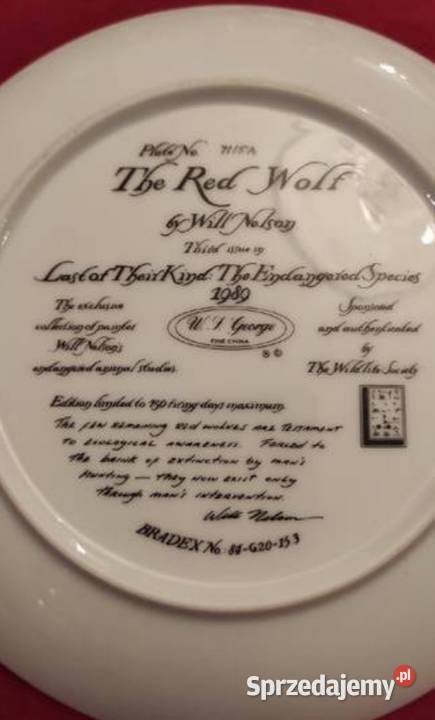 Plate No. 7115A
The Red Wolf
by Will Nelson
Third issue in
Last of Their Kind: The Endangered Species
1989
The exclusive
collection of painter
Will Nelson's
endangered animal studies.
W. L. George
FINE CHINA
® ©
Sponsored
and authenticated
by
The Wildlife Society
Edition limited to 150 firing days maximum.
The few remaining red wolves are testament
to ecological awareness. Forced to
the brink of extinction by man's
hunting — they now exist only
through man's intervention.
Will Nelson
BRADEX No. 84-G20-15.3
Sprzedajemy.pl